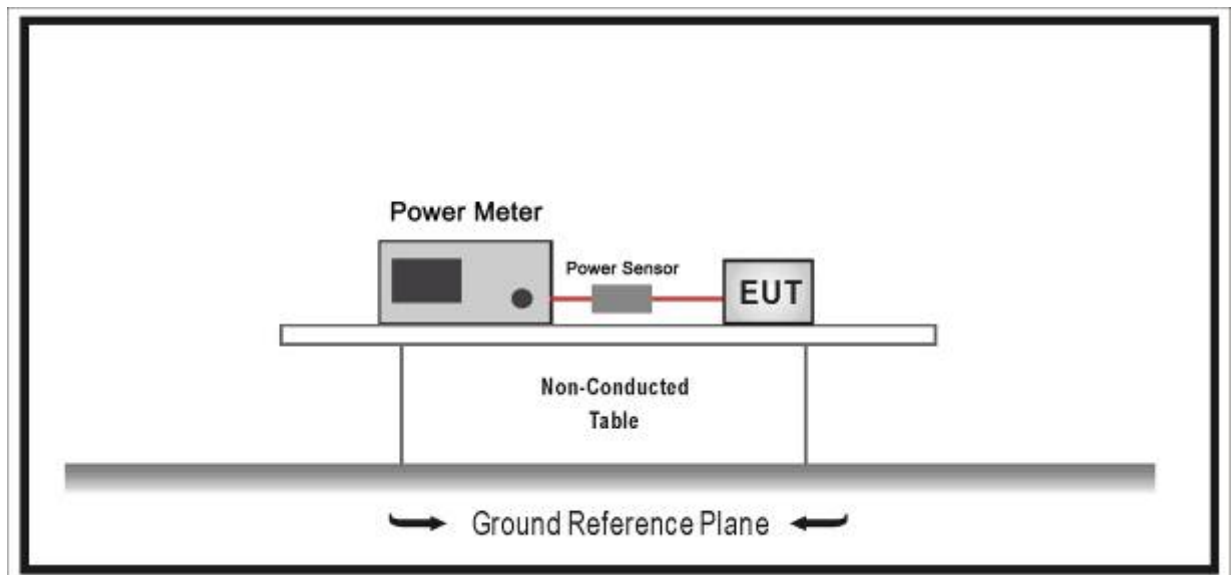 Power Meter
Power Sensor
EUT
Non-Conducted
Table
Ground Reference Plane